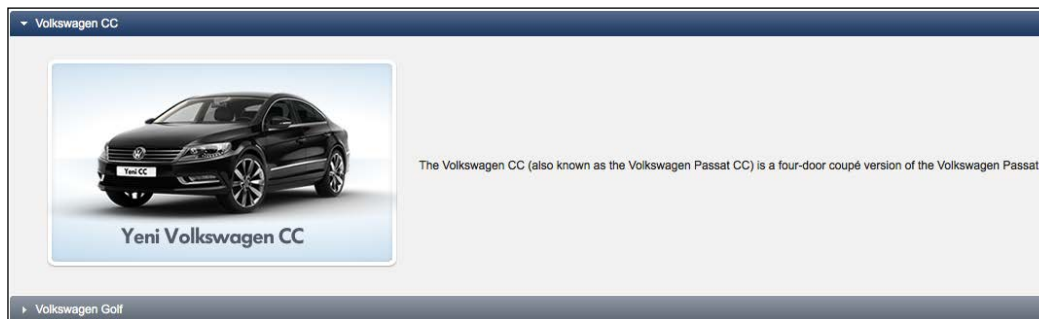 Volkswagen CC
Yeni CC
Yeni Volkswagen CC
The Volkswagen CC (also known as the Volkswagen Passat CC) is a four-door coupé version of the Volkswagen Passat
Volkswagen Golf